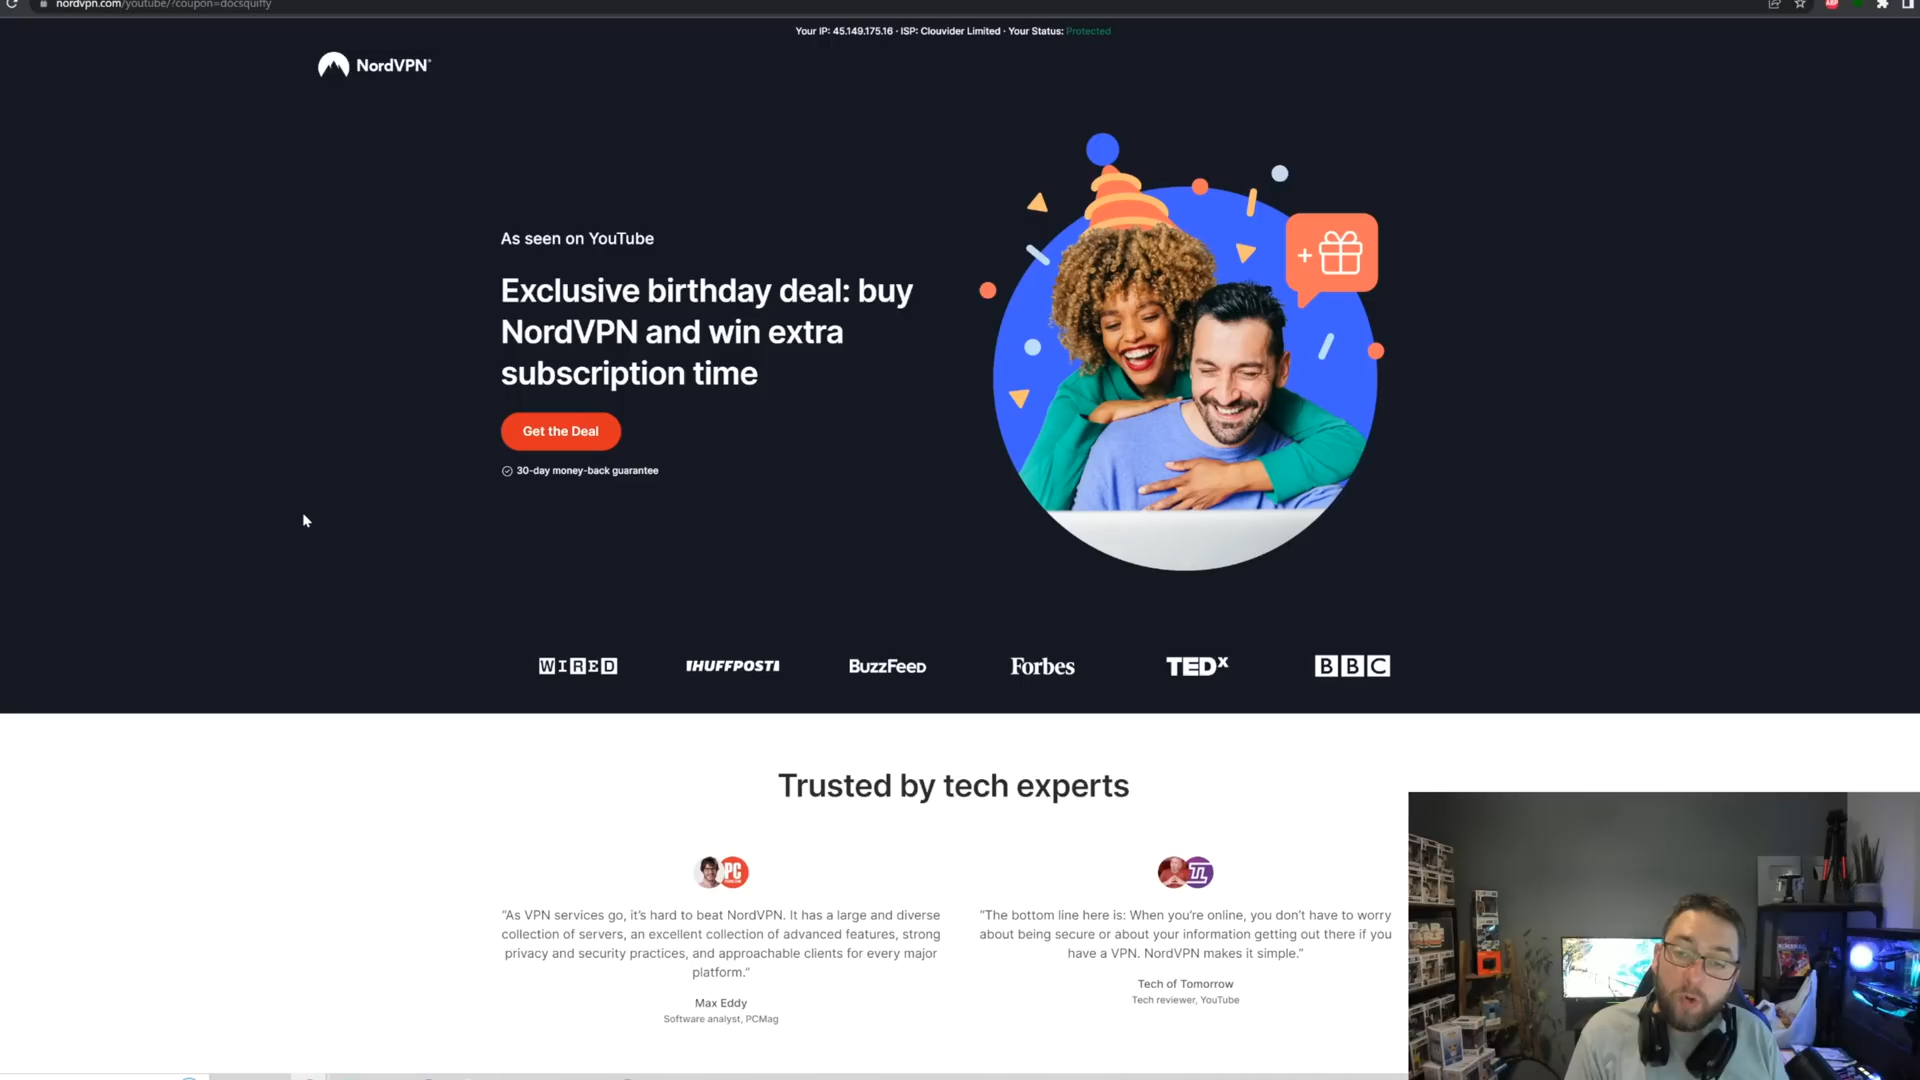 nordvpn.com/youtube/?coupon=docsquiffy
ABP
Your IP: 45.149.175.16 · ISP: Clouvider Limited · Your Status: Protected
NordVPN®
As seen on YouTube
Exclusive birthday deal: buy
NordVPN and win extra
subscription time
Get the Deal
30-day money-back guarantee
WIRED
IHUFFPOSTI
BuzzFeed
Forbes
TEDx
BBC
Trusted by tech experts
PC
“As VPN services go, it’s hard to beat NordVPN. It has a large and diverse
collection of servers, an excellent collection of advanced features, strong
privacy and security practices, and approachable clients for every major
platform.”
Max Eddy
Software analyst, PCMag
“The bottom line here is: When you’re online, you don’t have to worry
about being secure or about your information getting out there if you
have a VPN. NordVPN makes it simple.”
Tech of Tomorrow
Tech reviewer, YouTube